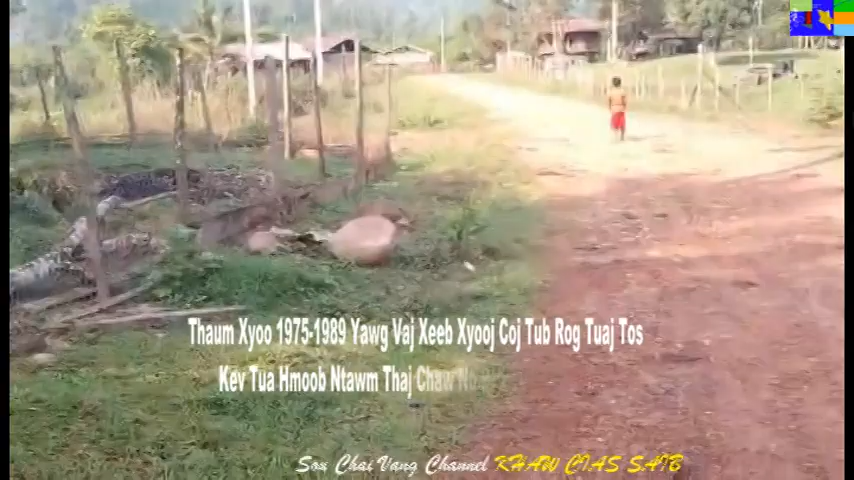 Thaum Xyoo 1975-1989 Yawg Vaj Xeeb Xyooj Coj Tub Rog Tuaj Tos
Kev Tua Hmoob Ntawm Thaj Chaw
Sou Chai Vang Channel KHAW CIAS SAIB